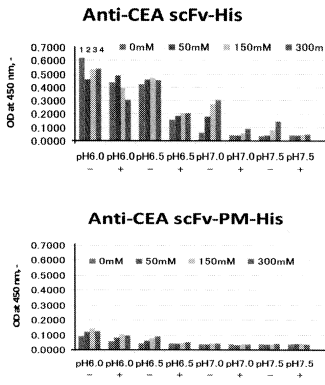 Anti-CEA scFv-His
OD at 450 nm, -
0.7000
0.6000
0.5000
0.4000
0.3000
0.2000
0.1000
0.0000
1 2 3 4
0mM 50mM 150mM 300m
pH6.0 pH6.0 pH6.5 pH6.5 pH7.0 pH7.0 pH7.5 pH7.5
− + − + − + − +
Anti-CEA scFv-PM-His
OD at 450 nm, -
0.7000
0.6000
0.5000
0.4000
0.3000
0.2000
0.1000
0.0000
0mM 50mM 150mM 300mM
pH6.0 pH6.0 pH6.5 pH6.5 pH7.0 pH7.0 pH7.5 pH7.5
− + − + − + − +